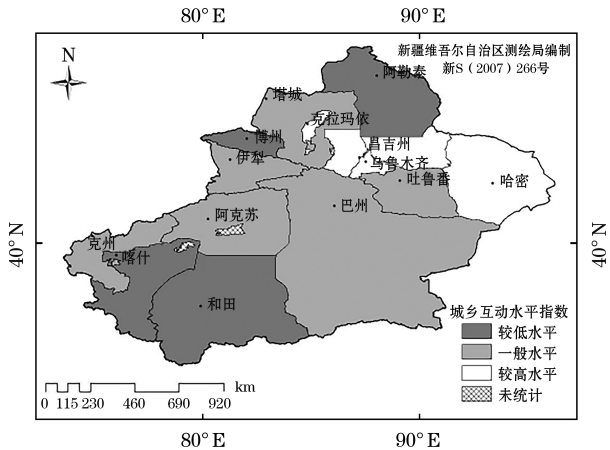 80°E 90°E
N
新疆维吾尔自治区测绘局编制
新S（2007）266号
阿勒泰
塔城
克拉玛依
博州
昌吉州
伊犁
乌鲁木齐
吐鲁番
哈密
巴州
阿克苏
克州
喀什
和田
40°N
40°N
城乡互动水平指数
较低水平
一般水平
较高水平
未统计
km
0 115 230 460 690 920
80°E 90°E